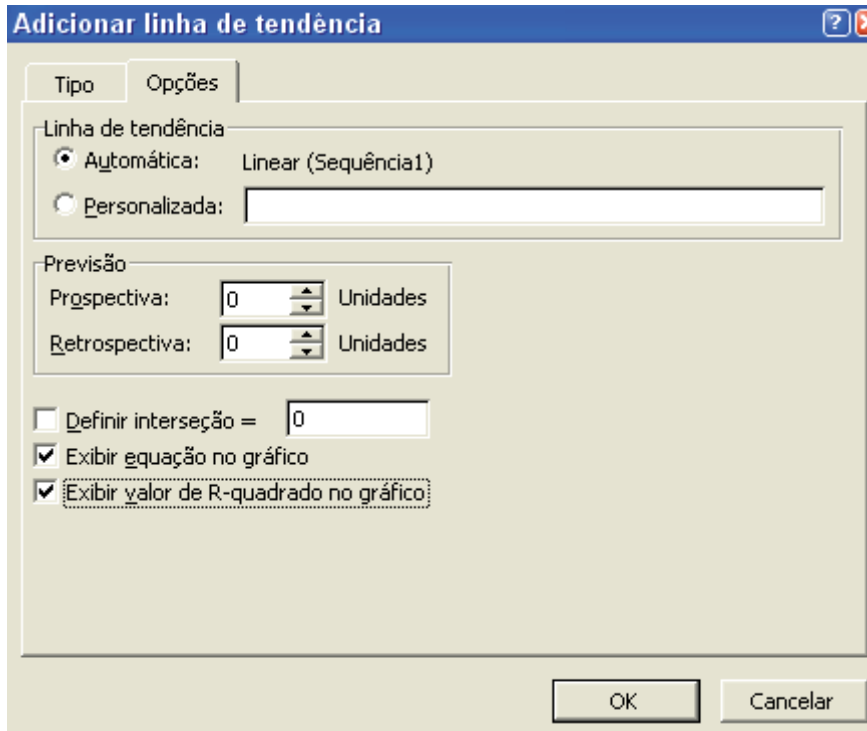 Adicionar linha de tendência
Tipo
Opções
Linha de tendência
Automática: Linear (Sequência1)
Personalizada:
Previsão
Prospectiva: 0 Unidades
Retrospectiva: 0 Unidades
Definir interseção = 0
Exibir equação no gráfico
Exibir valor de R-quadrado no gráfico
OK
Cancelar